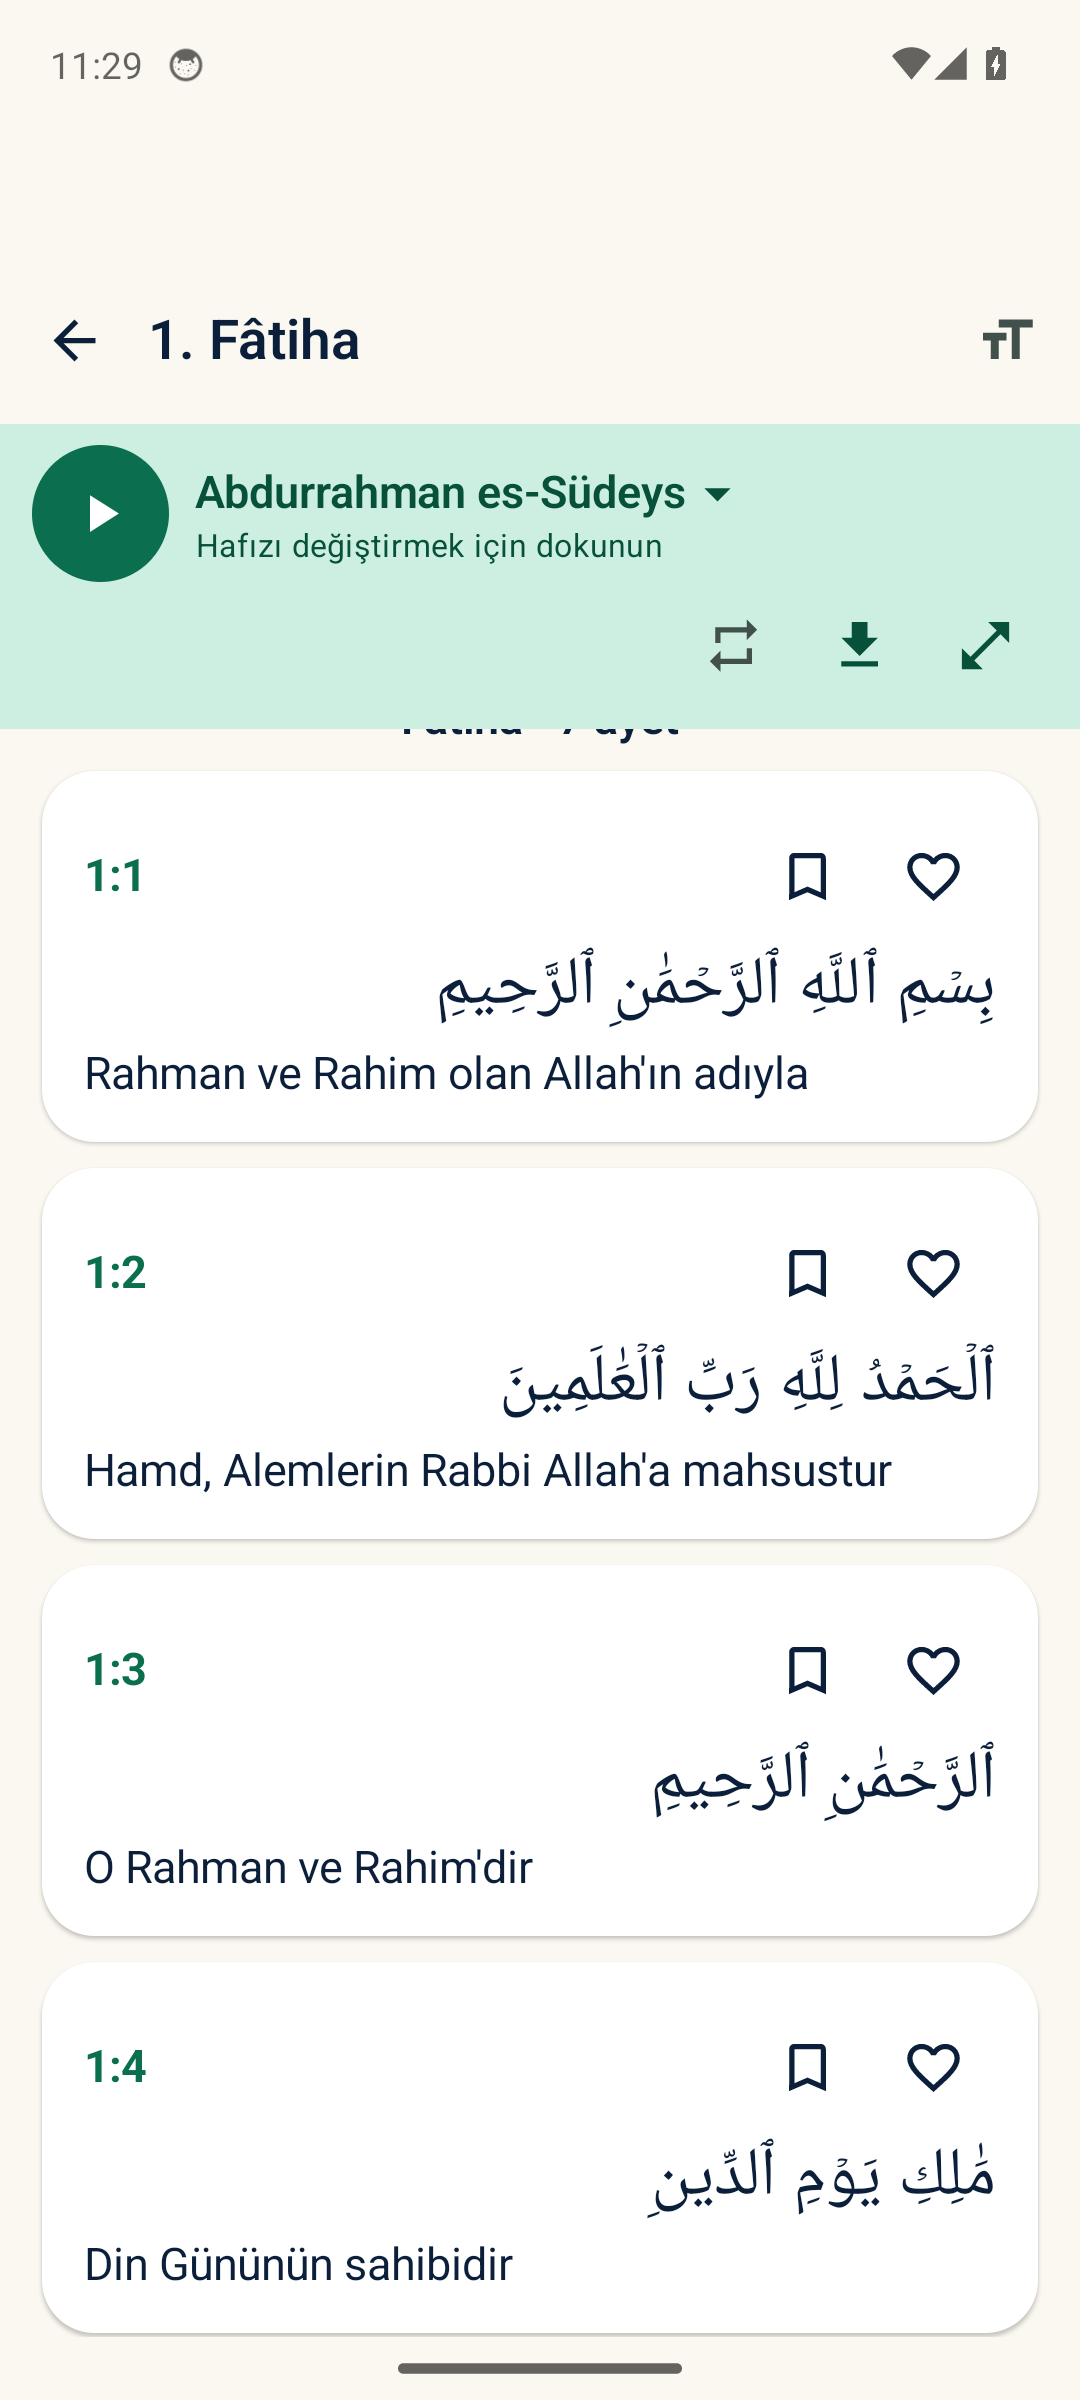 11:29
1. Fâtiha
Abdurrahman es-Südeys
Hafızı değiştirmek için dokunun
1:1
بِسْمِ ٱللَّهِ ٱلرَّحْمَٰنِ ٱلرَّحِيمِ
Rahman ve Rahim olan Allah'ın adıyla
1:2
ٱلْحَمْدُ لِلَّهِ رَبِّ ٱلْعَٰلَمِينَ
Hamd, Alemlerin Rabbi Allah'a mahsustur
1:3
ٱلرَّحْمَٰنِ ٱلرَّحِيمِ
O Rahman ve Rahim'dir
1:4
مَٰلِكِ يَوْمِ ٱلدِّينِ
Din Gününün sahibidir